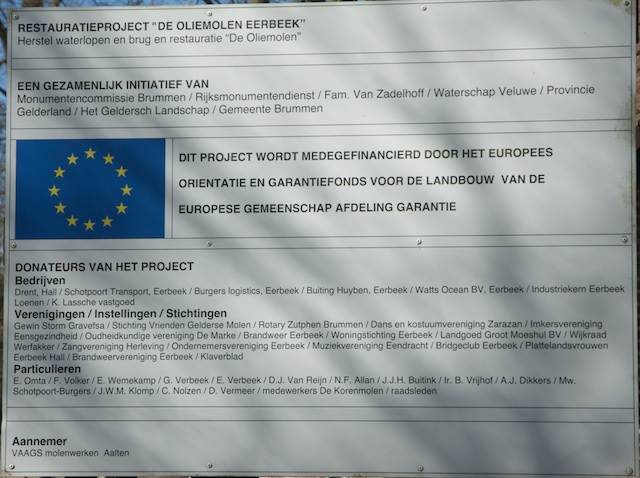 RESTAURATIEPROJECT "DE OLIEMOLEN EERBEEK"
Herstel waterlopen en brug en restauratie "De Oliemolen"
EEN GEZAMENLIJK INITIATIEF VAN
Monumentencommissie Brummen / Rijksmonumentendienst / Fam. Van Zadelhoff / Waterschap Veluwe / Provincie
Gelderland / Het Geldersch Landschap / Gemeente Brummen
DIT PROJECT WORDT MEDEGEFINANCIERD DOOR HET EUROPEES
ORIENTATIE EN GARANTIEFONDS VOOR DE LANDBOUW VAN DE
EUROPESE GEMEENSCHAP AFDELING GARANTIE
DONATEURS VAN HET PROJECT
Bedrijven
Drent, Hall / Schotpoort Transport, Eerbeek / Burgers logistics, Eerbeek / Buiting Huyben, Eerbeek / Watts Ocean BV, Eerbeek / Industriekern Eerbeek
Loenen / K. Lassche vastgoed
Verenigingen / Instellingen / Stichtingen
Gewin Storm Gravefsa / Stichting Vrienden Gelderse Molen / Rotary Zutphen Brummen / Dans en kostuumvereniging Zarazan / Imkersvereniging
Eensgezindheid / Oudheidkundige vereniging De Marke / Brandweer Eerbeek / Woningstichting Eerbeek / Landgoed Groot Moeshul BV / Wijkraad
Werfakker / Zangvereniging Herleving / Ondernemersvereniging Eerbeek / Muziekvereniging Eendracht / Bridgeclub Eerbeek / Plattelandsvrouwen
Eerbeek Hall / Brandweervereniging Eerbeek / Klaverblad
Particulieren
E. Omta / F. Volker / E. Wemekamp / G. Verbeek / E. Verbeek / D.J. Van Reijn / N.F. Allan / J.J.H. Buitink / Ir. B. Vrijhof / A.J. Dikkers / Mw.
Schotpoort-Burgers / J.W.M. Klomp / C. Nolzen / D. Vermeer / medewerkers De Korenmolen / raadsleden
Aannemer
VAAGS molenwerken Aalten